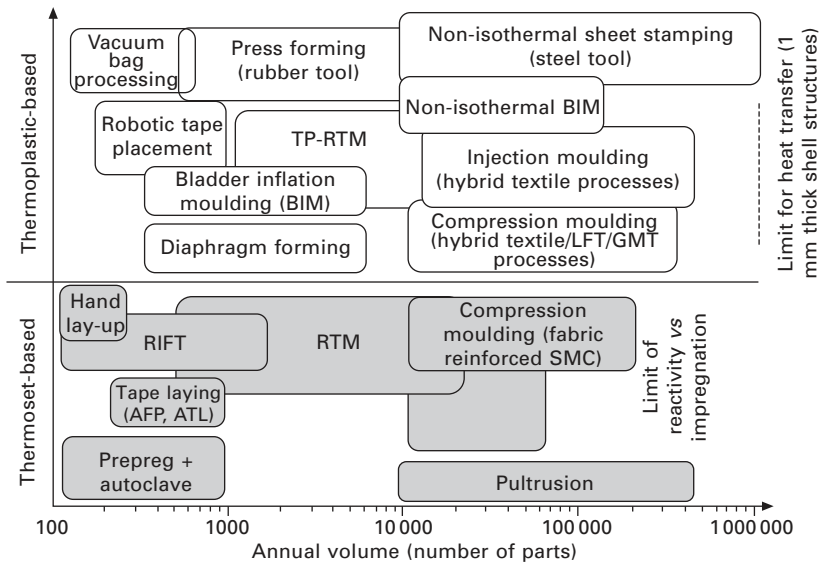 Thermoplastic-based
Vacuum
bag
processing
Press forming
(rubber tool)
Non-isothermal sheet stamping
(steel tool)
Non-isothermal BIM
Robotic tape
placement
TP-RTM
Injection moulding
(hybrid textile processes)
Bladder inflation
moulding (BIM)
Compression moulding
(hybrid textile/LFT/GMT
processes)
Diaphragm forming
Limit for heat transfer (1
mm thick shell structures)
Thermoset-based
Hand
lay-up
RIFT
RTM
Compression
moulding (fabric
reinforced SMC)
Tape laying
(AFP, ATL)
Prepreg +
autoclave
Pultrusion
Limit of
reactivity vs
impregnation
100 1000 10 000 100 000 1000 000
Annual volume (number of parts)